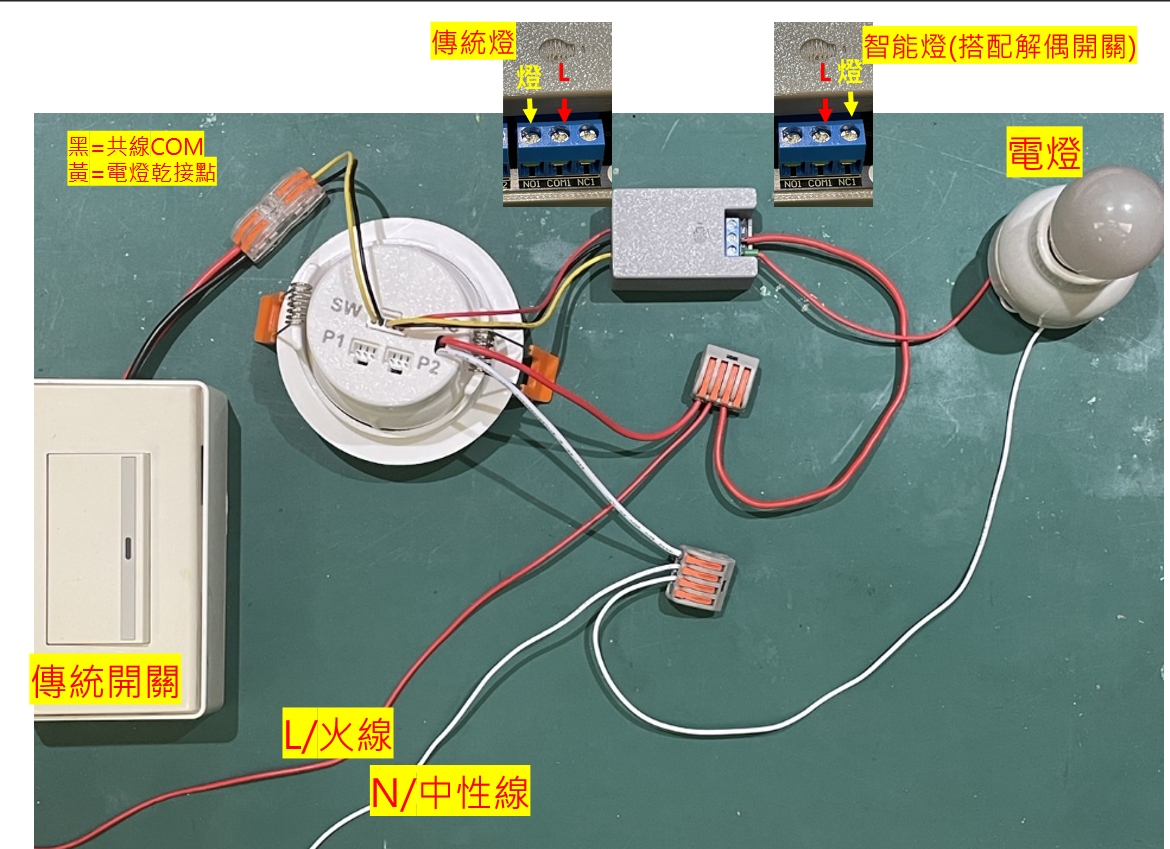 傳統燈
燈 L
NO1 COM1 NC1
智能燈(搭配解偶開關)
L 燈
NO1 COM1 NC1
黑=共線COM
黃=電燈乾接點
電燈
SW
P1
P2
傳統開關
L/火線
N/中性線